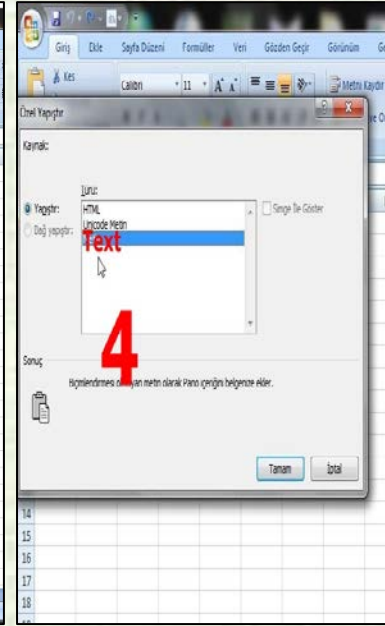 Giriş Ekle Sayfa Düzeni Formüller Veri Gözden Geçir Görünüm
Kes
Calibri 11 A A Metni Kaydır
Özel Yapıştır
Kaynak:
Türü:
Yapıştır: HTML Simge İle Göster
Unicode Metin
Bağ yapıştır: Text
4
Sonuç
Biçimlendirmesi olmayan metin olarak Pano içeriğini belgenize ekler.
Tamam İptal
14
15
16
17
18